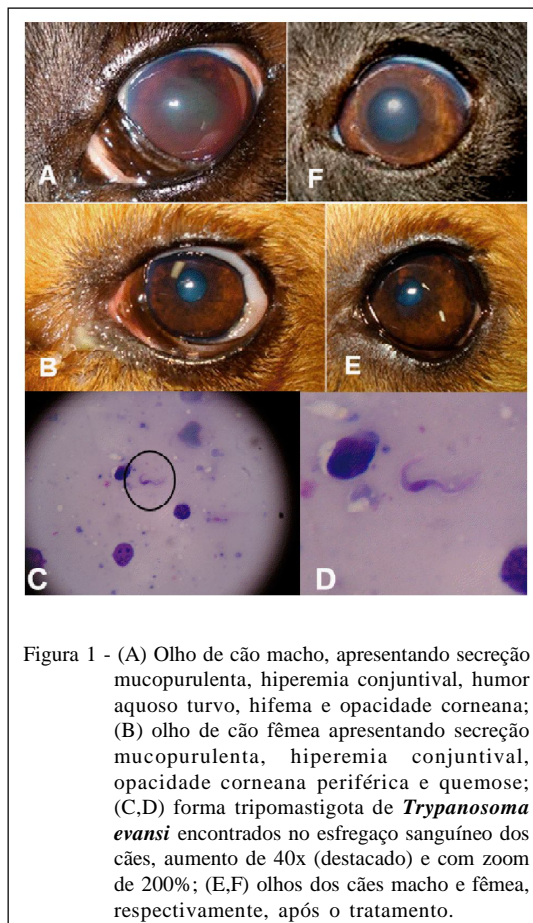 A
F
B
E
C
D
Figura 1 - (A) Olho de cão macho, apresentando secreção
mucopurulenta, hiperemia conjuntival, humor
aquoso turvo, hifema e opacidade corneana;
(B) olho de cão fêmea apresentando secreção
mucopurulenta, hiperemia conjuntival,
opacidade corneana periférica e quemose;
(C,D) forma tripomastigota de Trypanosoma
evansi encontrados no esfregaço sanguíneo dos
cães, aumento de 40x (destacado) e com zoom
de 200%; (E,F) olhos dos cães macho e fêmea,
respectivamente, após o tratamento.